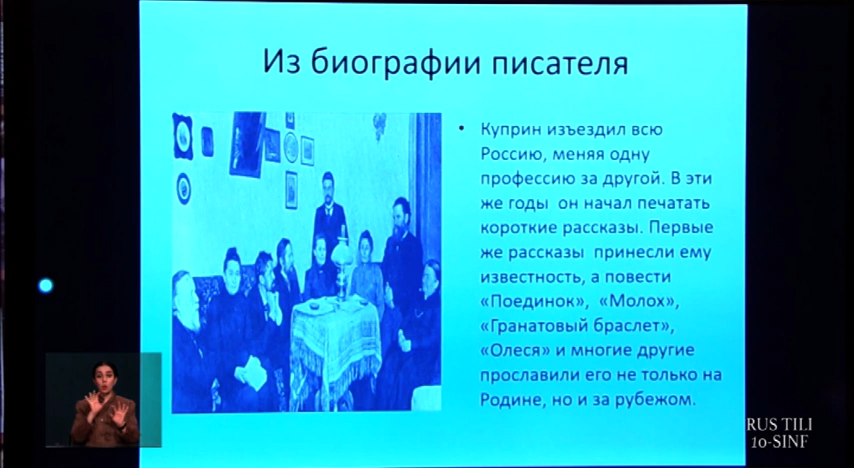 Из биографии писателя
• Куприн изъездил всю
Россию, меняя одну
профессию за другой. В эти
же годы он начал печатать
короткие рассказы. Первые
же рассказы принесли ему
известность, а повести
«Поединок», «Молох»,
«Гранатовый браслет»,
«Олеся» и многие другие
прославили его не только на
Родине, но и за рубежом.
RUS TILI
10-SINF